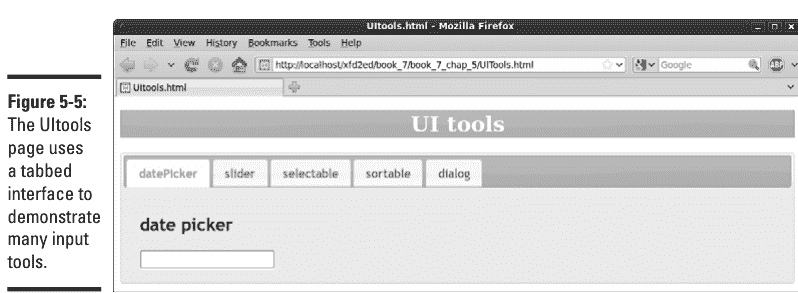 Figure 5-5:
The UItools
page uses
a tabbed
interface to
demonstrate
many input
tools.
UItools.html - Mozilla Firefox
File Edit View History Bookmarks Tools Help
http://localhost/xfd2ed/book_7/book_7_chap_5/UITools.html
Google
ABP
UItools.html
UI tools
datePicker slider selectable sortable dialog
date picker